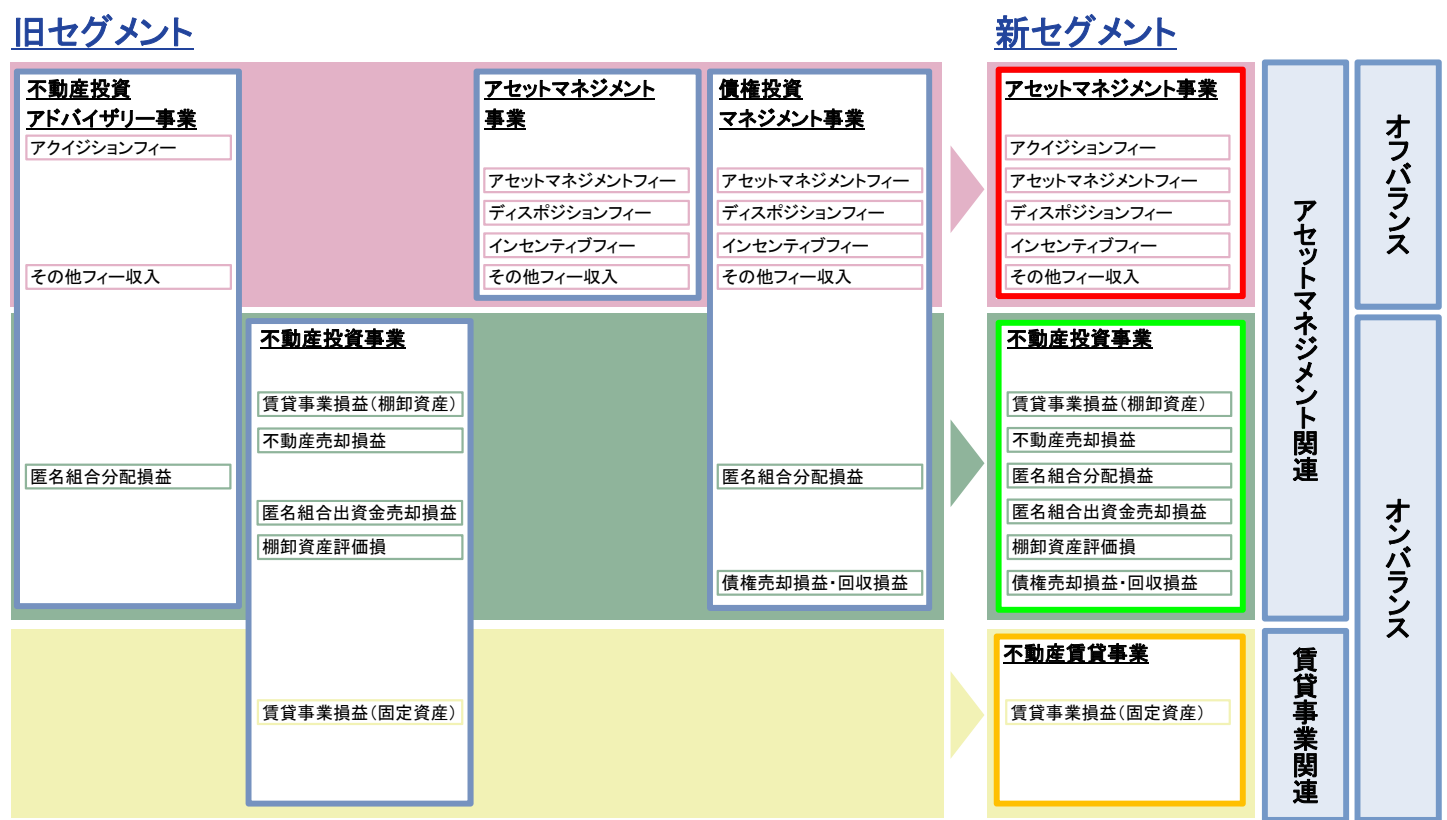 旧セグメント
不動産投資
アドバイザリー事業
アクイジションフィー
その他フィー収入
匿名組合分配損益
不動産投資事業
賃貸事業損益(棚卸資産)
不動産売却損益
匿名組合出資金売却損益
棚卸資産評価損
賃貸事業損益(固定資産)
アセットマネジメント
事業
アセットマネジメントフィー
ディスポジションフィー
インセンティブフィー
その他フィー収入
債権投資
マネジメント事業
アセットマネジメントフィー
ディスポジションフィー
インセンティブフィー
その他フィー収入
匿名組合分配損益
債権売却損益・回収損益
新セグメント
アセットマネジメント事業
アクイジションフィー
アセットマネジメントフィー
ディスポジションフィー
インセンティブフィー
その他フィー収入
不動産投資事業
賃貸事業損益(棚卸資産)
不動産売却損益
匿名組合分配損益
匿名組合出資金売却損益
棚卸資産評価損
債権売却損益・回収損益
不動産賃貸事業
賃貸事業損益(固定資産)
アセットマネジメント関連
賃貸事業関連
オフバランス
オンバランス